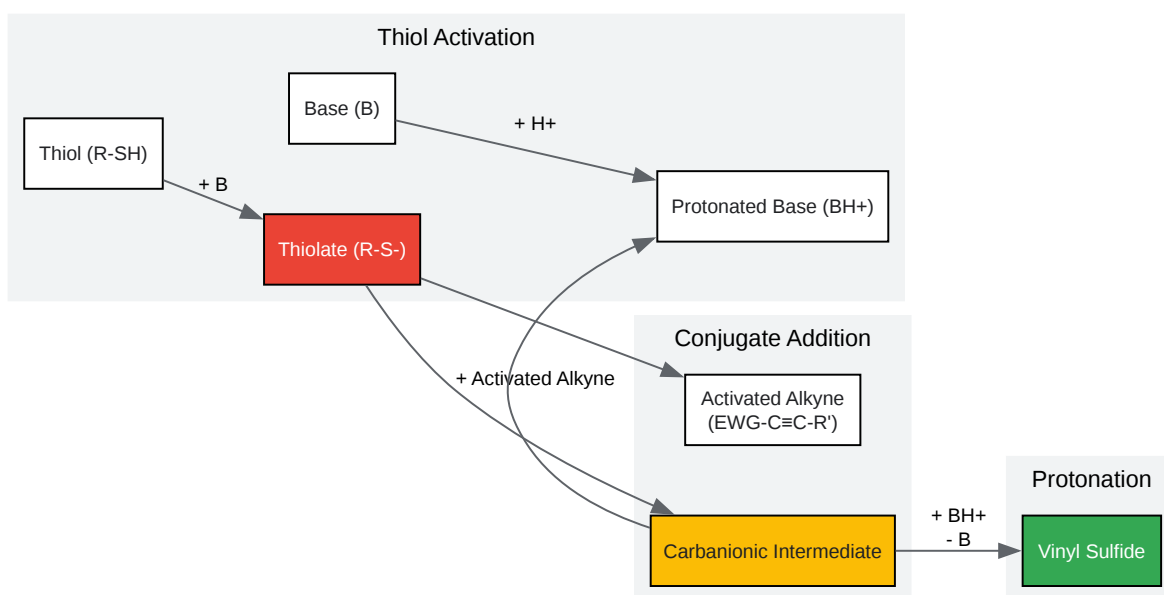 Thiol Activation
Base (B)
+ H+
Thiol (R-SH)
+ B
Protonated Base (BH+)
Thiolate (R-S-)
Conjugate Addition
+ Activated Alkyne
Activated Alkyne
(EWG-C≡C-R')
Protonation
+ BH+
- B
Carbanionic Intermediate
Vinyl Sulfide